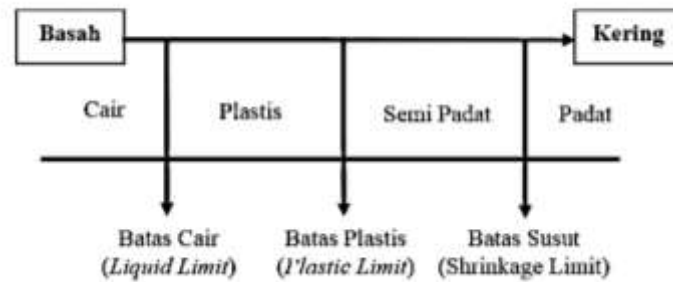 Basah Kering
Cair Plastis Semi Padat Padat
Batas Cair Batas Plastis Batas Susut
(Liquid Limit) (Plastic Limit) (Shrinkage Limit)